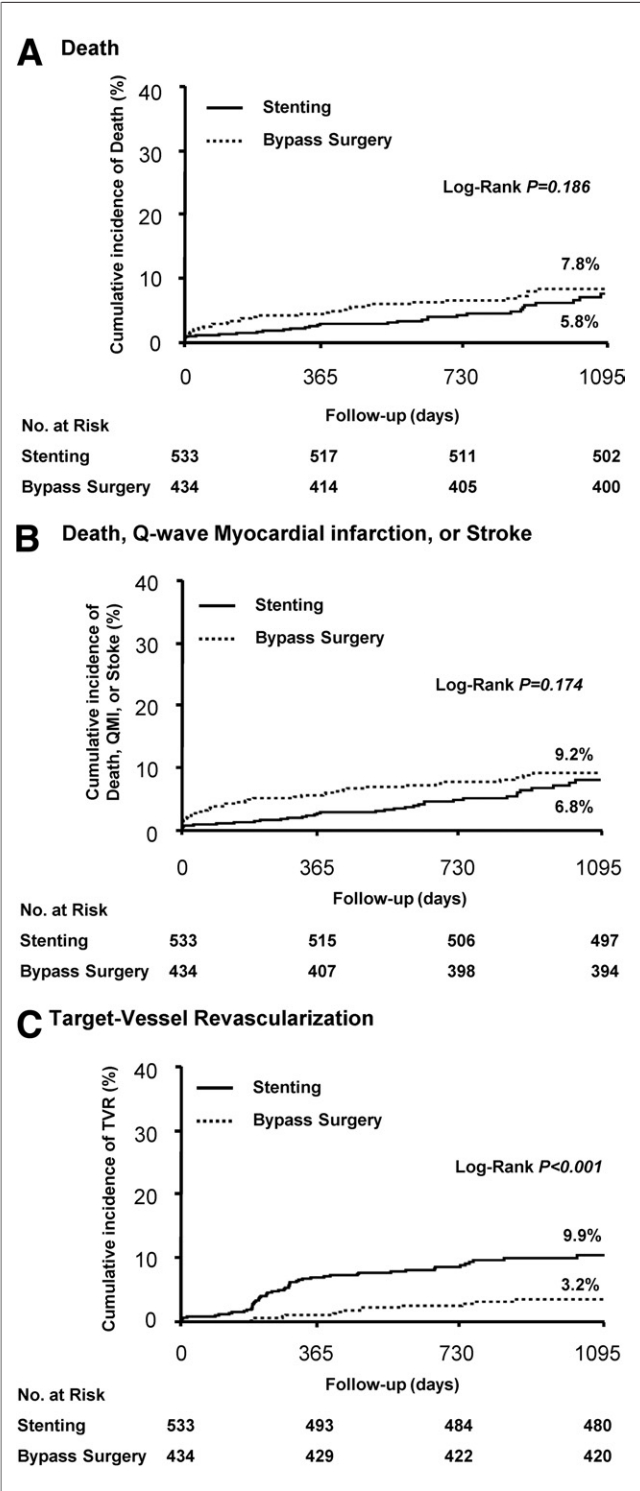 A Death
Cumulative incidence of Death (%)
40
30
20
10
0
Stenting
Bypass Surgery
Log-Rank P=0.186
7.8%
5.8%
0 365 730 1095
Follow-up (days)
No. at Risk
Stenting 533 517 511 502
Bypass Surgery 434 414 405 400
B Death, Q-wave Myocardial infarction, or Stroke
Cumulative incidence of
Death, QMI, or Stoke (%)
40
30
20
10
0
Stenting
Bypass Surgery
Log-Rank P=0.174
9.2%
6.8%
0 365 730 1095
Follow-up (days)
No. at Risk
Stenting 533 515 506 497
Bypass Surgery 434 407 398 394
C Target-Vessel Revascularization
Cumulative incidence of TVR (%)
40
30
20
10
0
Stenting
Bypass Surgery
Log-Rank P<0.001
9.9%
3.2%
0 365 730 1095
Follow-up (days)
No. at Risk
Stenting 533 493 484 480
Bypass Surgery 434 429 422 420